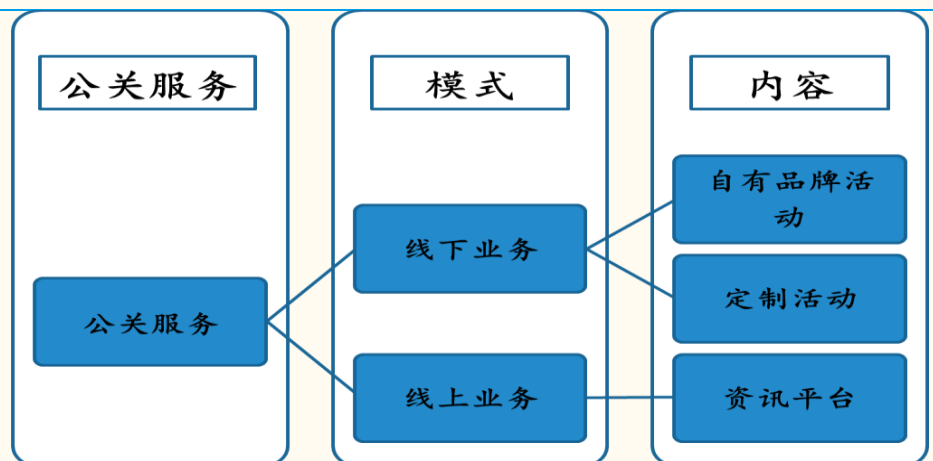 公关服务
模式
内容
自有品牌活
动
线下业务
定制活动
公关服务
线上业务
资讯平台